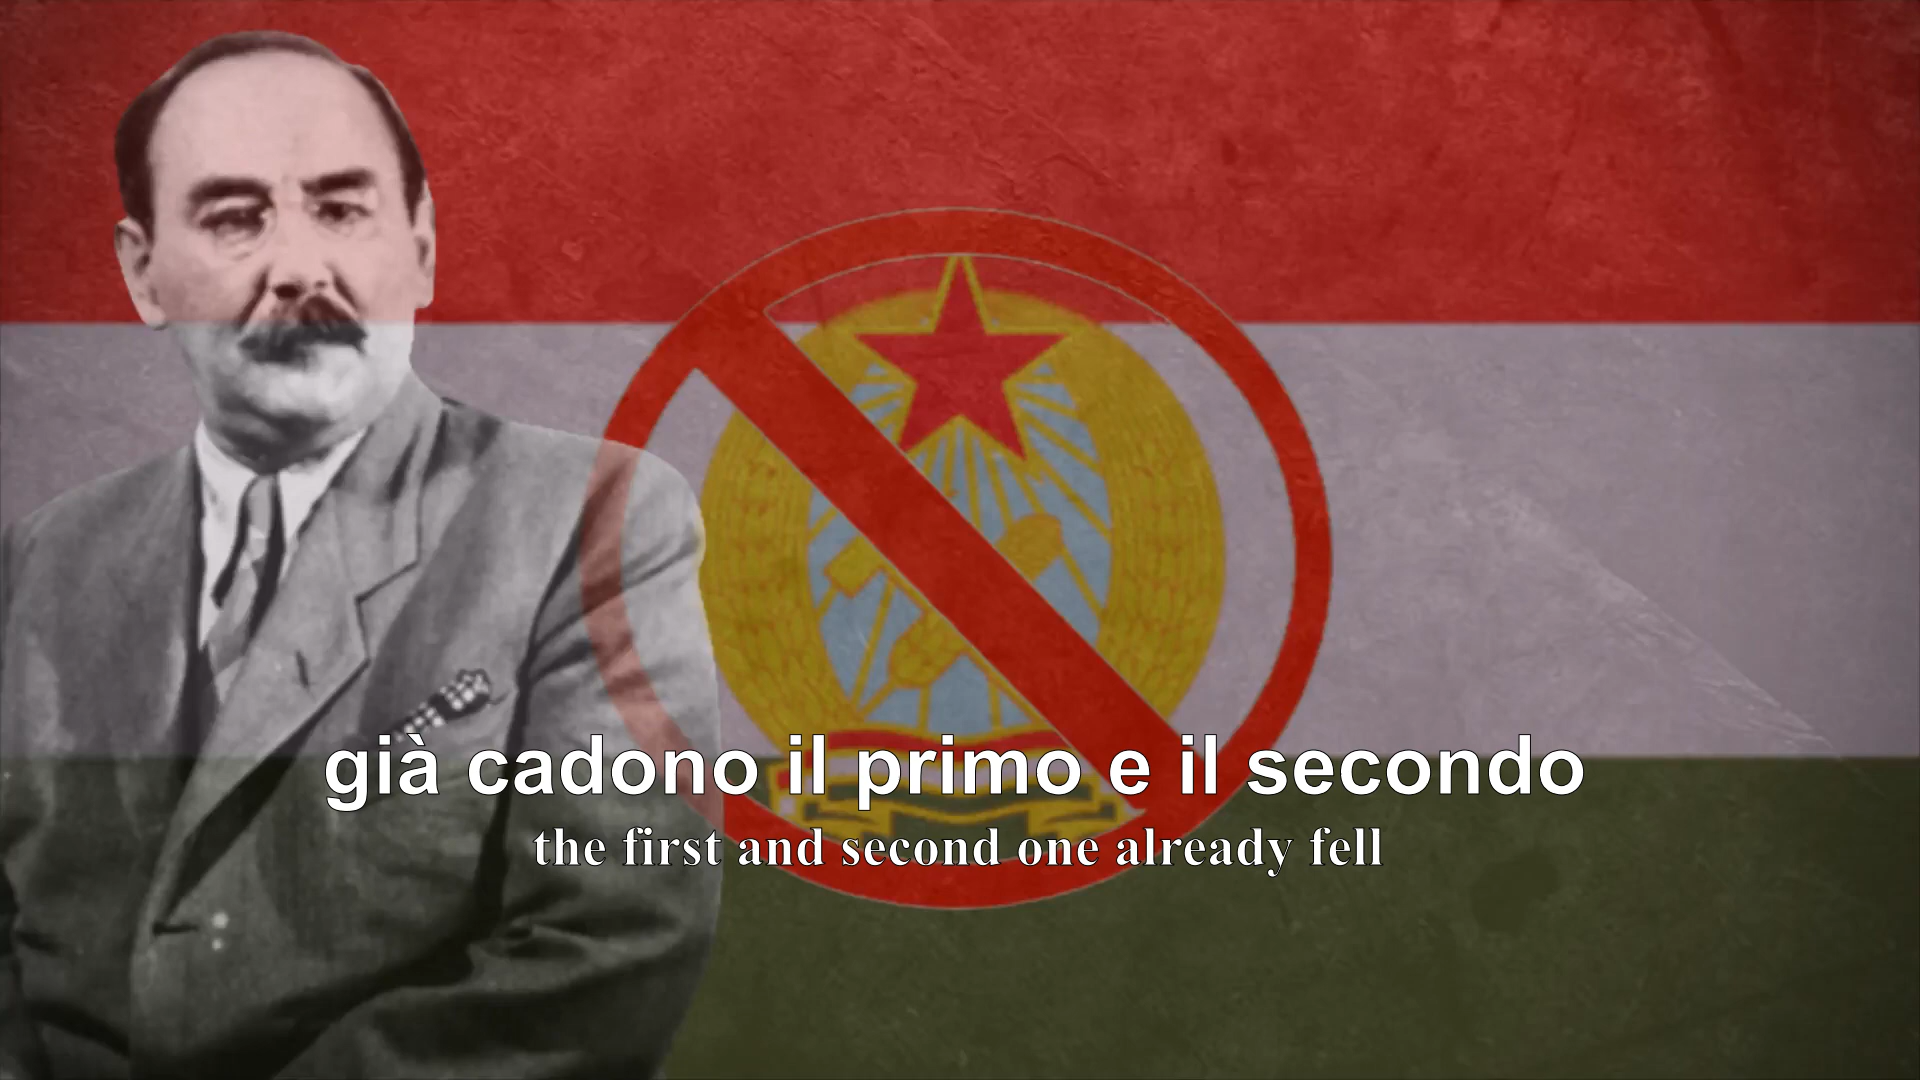 già cadono il primo e il secondo
the first and second one already fell